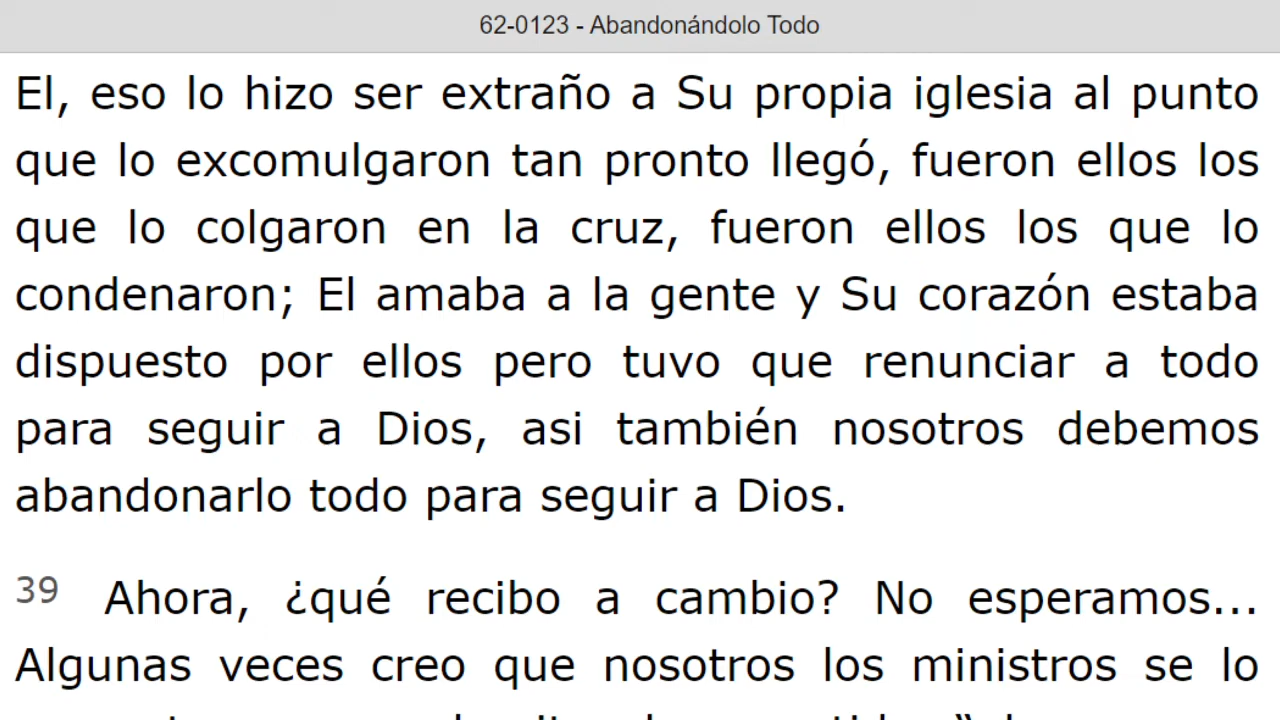 62-0123 - Abandonándolo Todo
El, eso lo hizo ser extraño a Su propia iglesia al punto
que lo excomulgaron tan pronto llegó, fueron ellos los
que lo colgaron en la cruz, fueron ellos los que lo
condenaron; El amaba a la gente y Su corazón estaba
dispuesto por ellos pero tuvo que renunciar a todo
para seguir a Dios, asi también nosotros debemos
abandonarlo todo para seguir a Dios.
39 Ahora, ¿qué recibo a cambio? No esperamos...
Algunas veces creo que nosotros los ministros se lo